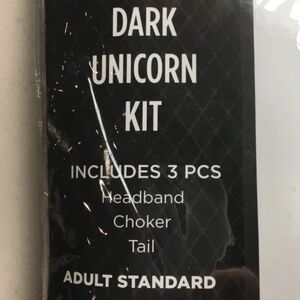 DARK
UNICORN
KIT
INCLUDES 3 PCS
Headband
Choker
Tail
ADULT STANDARD